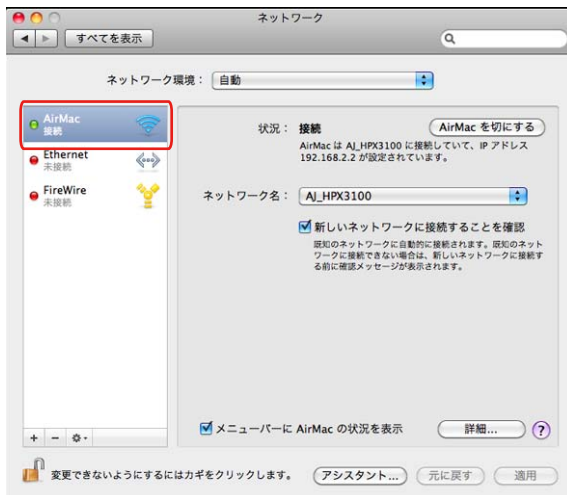 ネットワーク
すべてを表示
ネットワーク環境： 自動
AirMac
接続
Ethernet
未接続
FireWire
未接続
状況： 接続 AirMac を切にする
AirMac は AJ_HPX3100 に接続していて、IP アドレス
192.168.2.2 が設定されています。
ネットワーク名： AJ_HPX3100
新しいネットワークに接続することを確認
既知のネットワークに自動的に接続されます。既知のネット
ワークに接続できない場合は、新しいネットワークに接続す
る前に確認メッセージが表示されます。
メニューバーに AirMac の状況を表示 詳細... ?
変更できないようにするにはカギをクリックします。 アシスタント... 元に戻す 適用